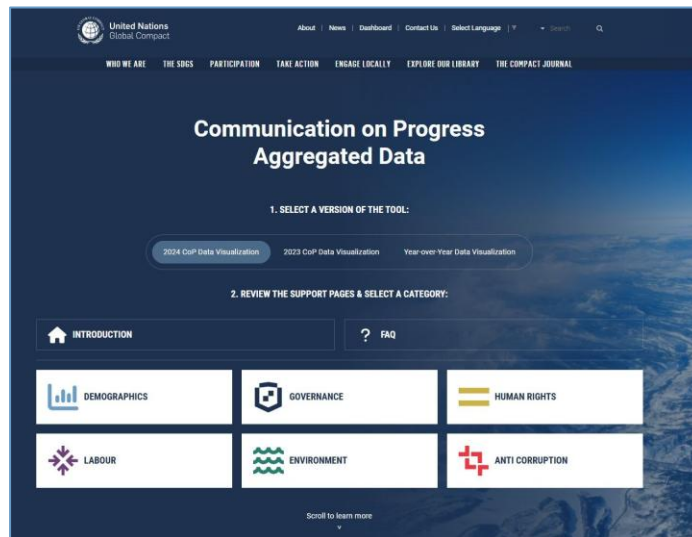 United Nations
Global Compact
About | News | Dashboard | Contact Us | Select Language | ▼ Search
WHO WE ARE THE SDGS PARTICIPATION TAKE ACTION ENGAGE LOCALLY EXPLORE OUR LIBRARY THE COMPACT JOURNAL
Communication on Progress
Aggregated Data
1. SELECT A VERSION OF THE TOOL:
2024 CoP Data Visualization 2023 CoP Data Visualization Year-over-Year Data Visualization
2. REVIEW THE SUPPORT PAGES & SELECT A CATEGORY:
INTRODUCTION ? FAQ
DEMOGRAPHICS GOVERNANCE HUMAN RIGHTS
LABOUR ENVIRONMENT ANTI CORRUPTION
Scroll to learn more